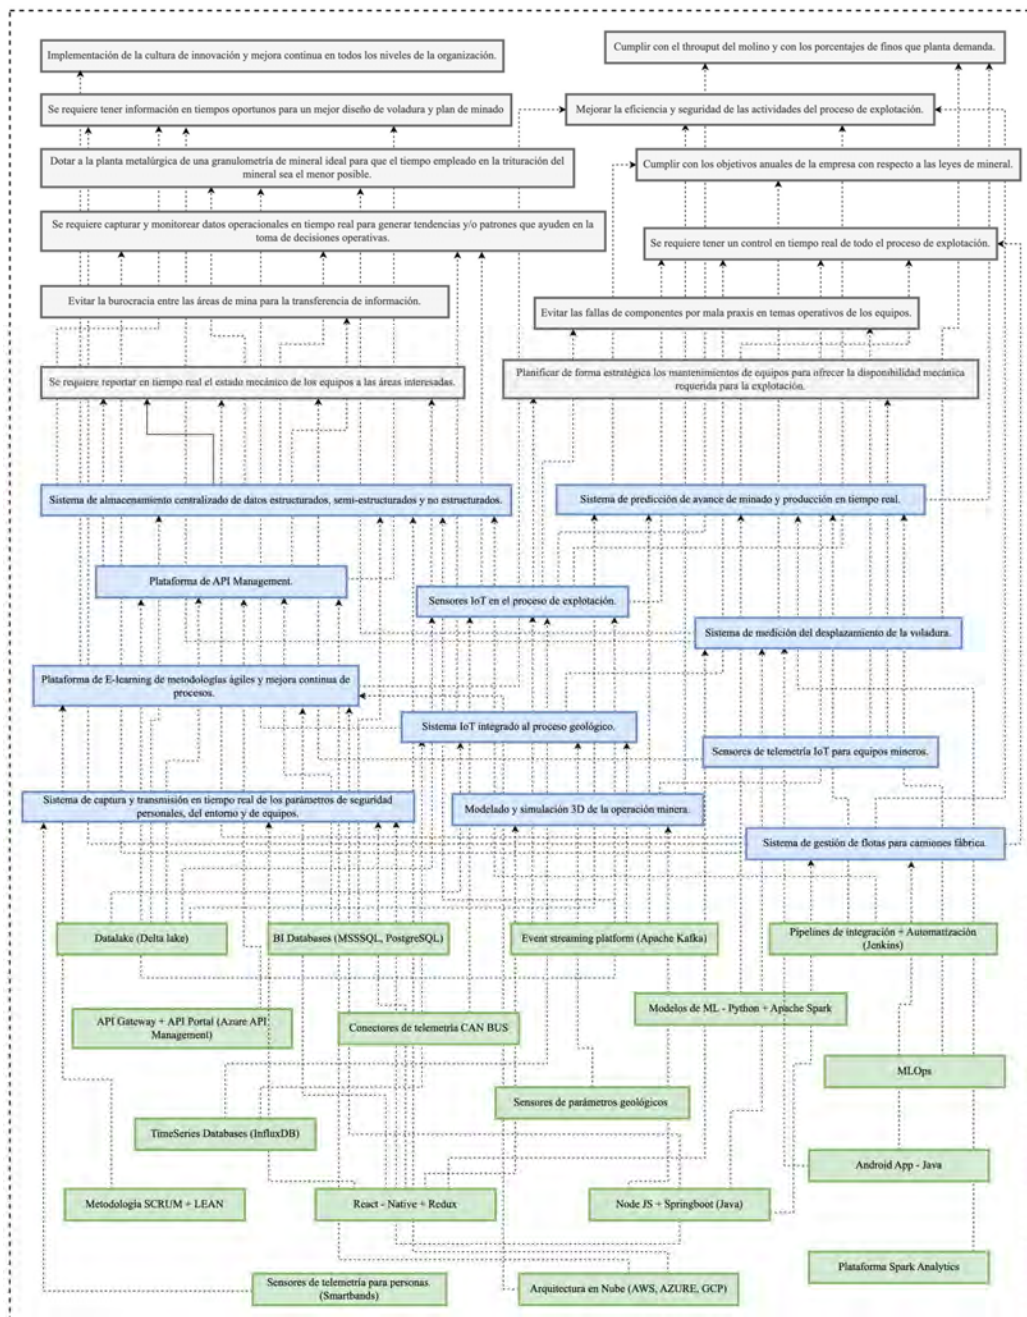 Implementación de la cultura de innovación y mejora continua en todos los niveles de la organización.
Cumplir con el throuput del molino y con los porcentajes de finos que planta demanda.
Se requiere tener información en tiempos oportunos para un mejor diseño de voladura y plan de minado
Mejorar la eficiencia y seguridad de las actividades del proceso de explotación.
Dotar a la planta metalúrgica de una granulometría de mineral ideal para que el tiempo empleado en la trituración del
mineral sea el menor posible.
Cumplir con los objetivos anuales de la empresa con respecto a las leyes de mineral.
Se requiere capturar y monitorear datos operacionales en tiempo real para generar tendencias y/o patrones que ayuden en la
toma de decisiones operativas.
Se requiere tener un control en tiempo real de todo el proceso de explotación.
Evitar la burocracia entre las áreas de mina para la transferencia de información.
Evitar las fallas de componentes por mala praxis en temas operativos de los equipos.
Se requiere reportar en tiempo real el estado mecánico de los equipos a las áreas interesadas.
Planificar de forma estratégica los mantenimientos de equipos para ofrecer la disponibilidad mecánica
requerida para la explotación.
Sistema de almacenamiento centralizado de datos estructurados, semi-estructurados y no estructurados.
Sistema de predicción de avance de minado y producción en tiempo real.
Plataforma de API Management.
Sensores IoT en el proceso de explotación.
Sistema de medición del desplazamiento de la voladura.
Plataforma de E-learning de metodologías ágiles y mejora continua de
procesos.
Sistema IoT integrado al proceso geológico.
Sensores de telemetría IoT para equipos mineros.
Sistema de captura y transmisión en tiempo real de los parámetros de seguridad
personales, del entorno y de equipos.
Modelado y simulación 3D de la operación minera.
Sistema de gestión de flotas para camiones fábrica.
Datalake (Delta lake)
BI Databases (MSSSQL, PostgreSQL)
Event streaming platform (Apache Kafka)
Pipelines de integración + Automatización
(Jenkins)
API Gateway + API Portal (Azure API
Management)
Conectores de telemetría CAN BUS
Modelos de ML - Python + Apache Spark
MLOps
Sensores de parámetros geológicos
TimeSeries Databases (InfluxDB)
Android App - Java
Metodología SCRUM + LEAN
React - Native + Redux
Node JS + Springboot (Java)
Plataforma Spark Analytics
Sensores de telemetría para personas.
(Smartbands)
Arquitectura en Nube (AWS, AZURE, GCP)